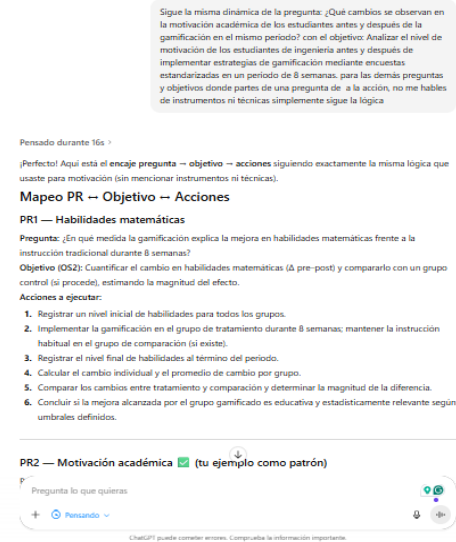 Sigue la misma dinámica de la pregunta: ¿Qué cambios se observan en
la motivación académica de los estudiantes antes y después de la
gamificación en el mismo periodo? con el objetivo: Analizar el nivel de
motivación de los estudiantes de ingeniería antes y después de
implementar estrategias de gamificación mediante encuestas
estandarizadas en un periodo de 8 semanas. para las demás preguntas
y objetivos donde partes de una pregunta de a la acción, no me hables
de instrumentos ni técnicas simplemente sigue la lógica
Pensado durante 16s >
¡Perfecto! Aquí está el encaje pregunta → objetivo → acciones siguiendo exactamente la misma lógica que
usaste para motivación (sin mencionar instrumentos ni técnicas).
Mapeo PR ↔ Objetivo ↔ Acciones
PR1 — Habilidades matemáticas
Pregunta: ¿En qué medida la gamificación explica la mejora en habilidades matemáticas frente a la
instrucción tradicional durante 8 semanas?
Objetivo (OS2): Cuantificar el cambio en habilidades matemáticas (Δ pre-post) y compararlo con un grupo
control (si procede), estimando la magnitud del efecto.
Acciones a ejecutar:
1. Registrar un nivel inicial de habilidades para todos los grupos.
2. Implementar la gamificación en el grupo de tratamiento durante 8 semanas; mantener la instrucción
habitual en el grupo de comparación (si existe).
3. Registrar el nivel final de habilidades al término del periodo.
4. Calcular el cambio individual y el promedio de cambio por grupo.
5. Comparar los cambios entre tratamiento y comparación y determinar la magnitud de la diferencia.
6. Concluir si la mejora alcanzada por el grupo gamificado es educativa y estadísticamente relevante según
umbrales definidos.
PR2 — Motivación académica ✅ (tu ejemplo como patrón)
Pregunta lo que quieras
Pensando
ChatGPT puede cometer errores. Comprueba la información importante.